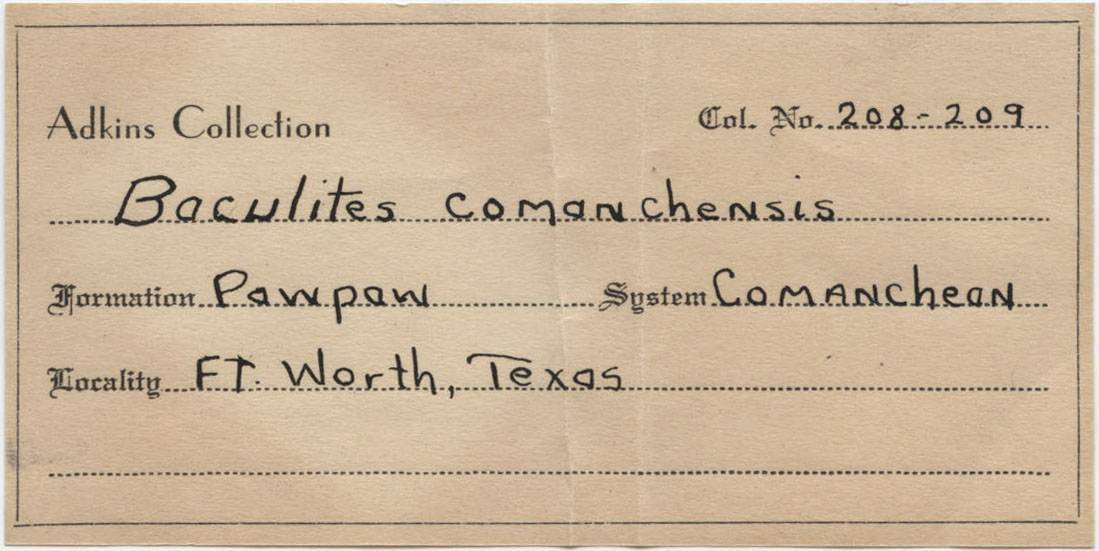 Adkins Collection Col. No. 208-209
Baculites comanchensis
Formation Pawpaw System Comanchean
Locality Ft. Worth, Texas